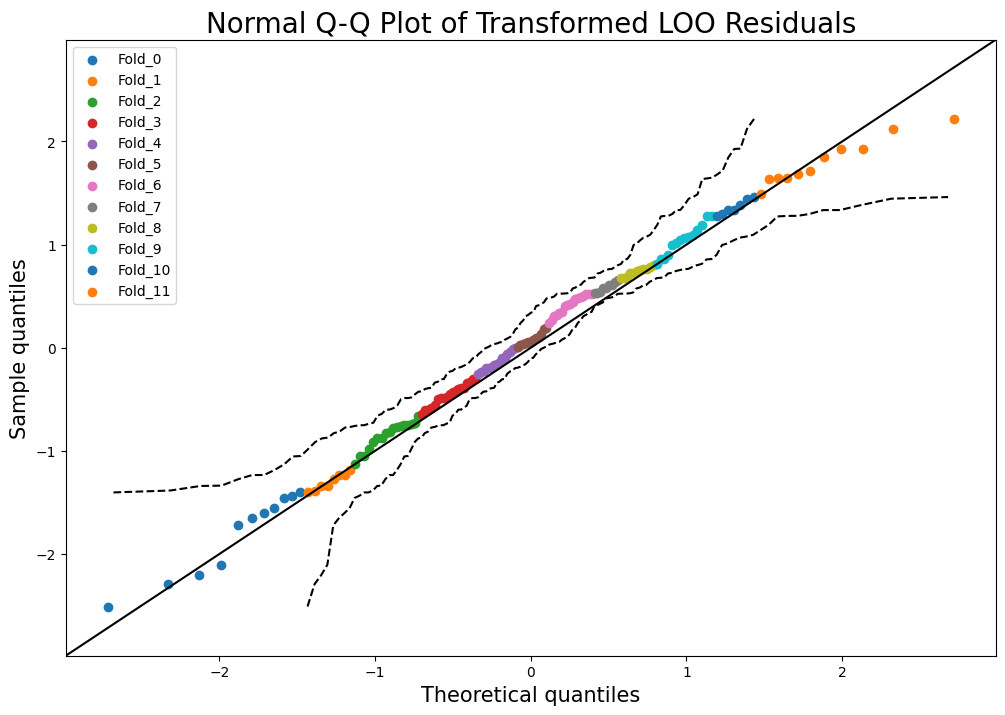 Normal Q-Q Plot of Transformed LOO Residuals
Fold_0
Fold_1
Fold_2
Fold_3
Fold_4
Fold_5
Fold_6
Fold_7
Fold_8
Fold_9
Fold_10
Fold_11
2
1
0
−1
−2
Sample quantiles
−2 −1 0 1 2
Theoretical quantiles